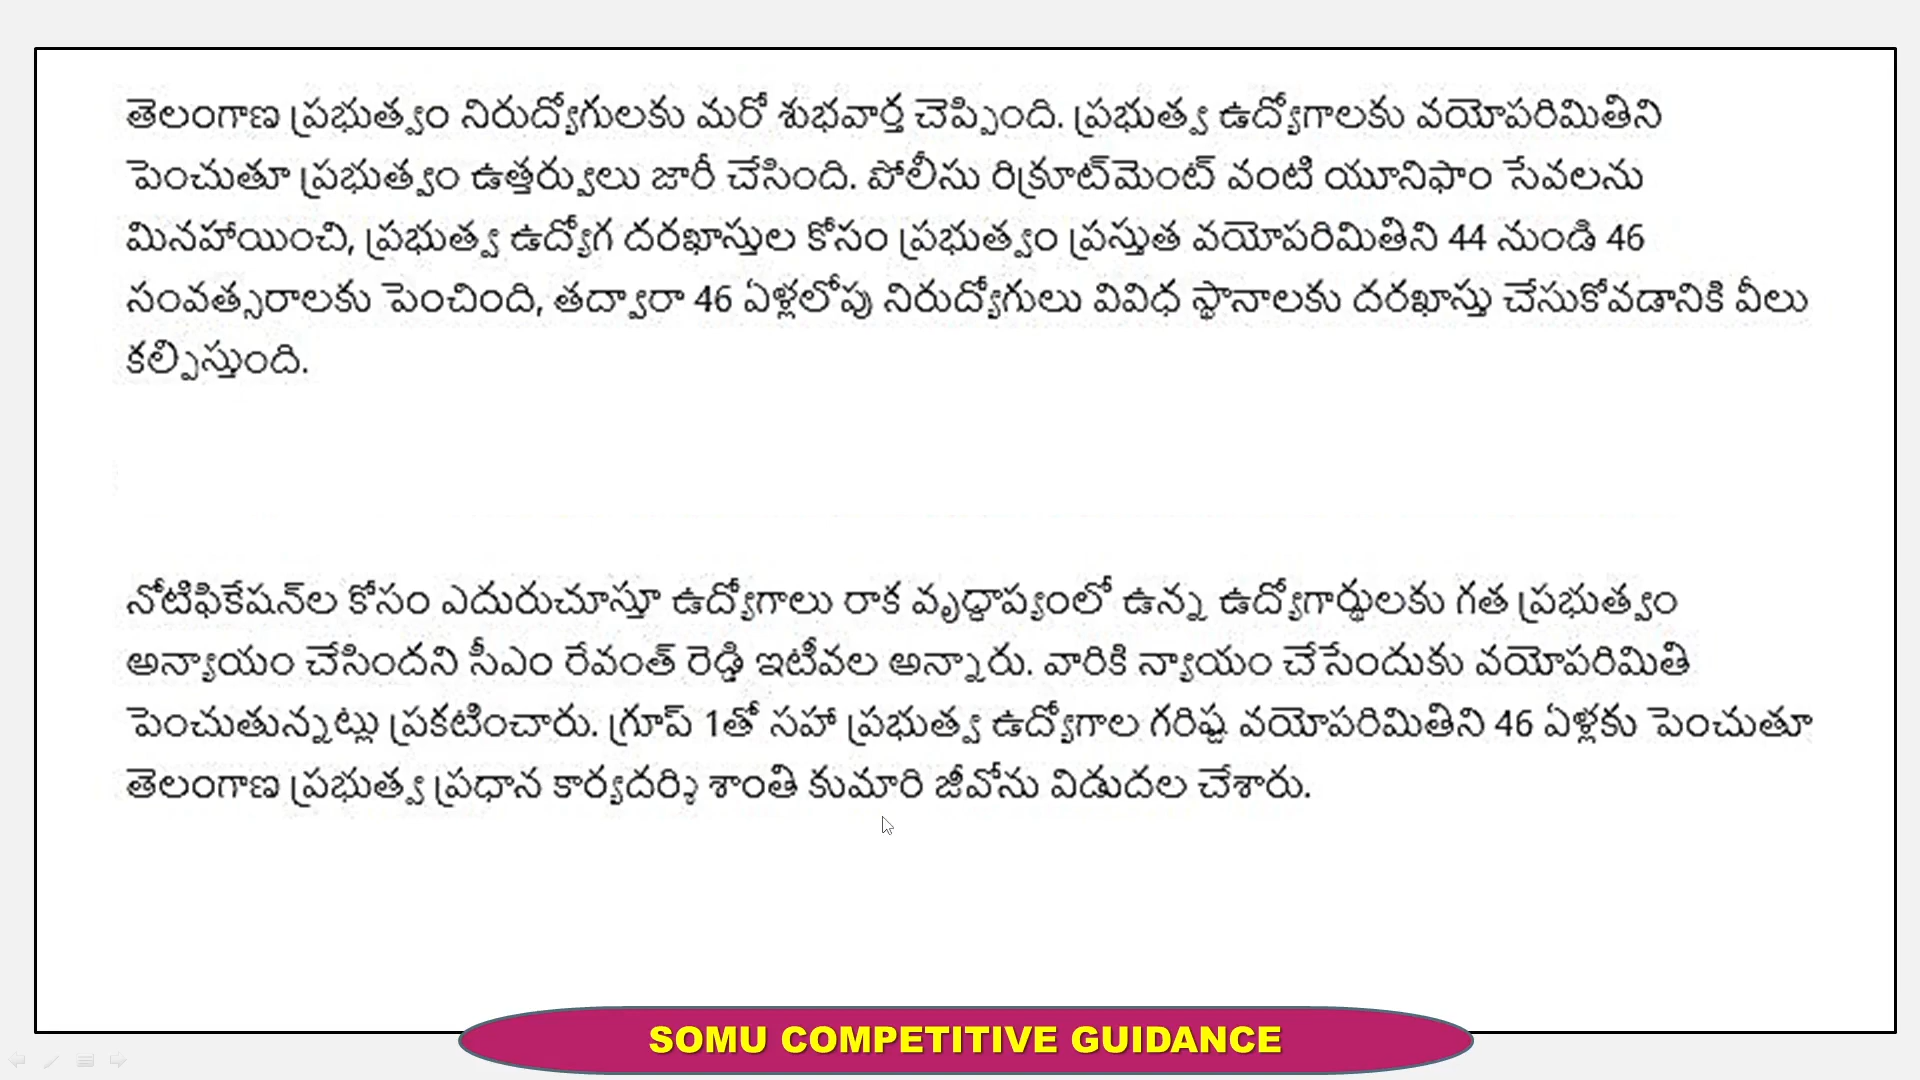 తెలంగాణ ప్రభుత్వం నిరుద్యోగులకు మరో శుభవార్త చెప్పింది. ప్రభుత్వ ఉద్యోగాలకు వయోపరిమితిని
పెంచుతూ ప్రభుత్వం ఉత్తర్వులు జారీ చేసింది. పోలీసు రిక్రూట్‌మెంట్ వంటి యూనిఫాం సేవలను
మినహాయించి, ప్రభుత్వ ఉద్యోగ దరఖాస్తుల కోసం ప్రభుత్వం ప్రస్తుత వయోపరిమితిని 44 నుండి 46
సంవత్సరాలకు పెంచింది, తద్వారా 46 ఏళ్లలోపు నిరుద్యోగులు వివిధ స్థానాలకు దరఖాస్తు చేసుకోవడానికి వీలు
కల్పిస్తుంది.
నోటిఫికేషన్‌ల కోసం ఎదురుచూస్తూ ఉద్యోగాలు రాక వృద్ధాప్యంలో ఉన్న ఉద్యోగార్థులకు గత ప్రభుత్వం
అన్యాయం చేసిందని సీఎం రేవంత్ రెడ్డి ఇటీవల అన్నారు. వారికి న్యాయం చేసేందుకు వయోపరిమితి
పెంచుతున్నట్లు ప్రకటించారు. గ్రూప్ 1తో సహా ప్రభుత్వ ఉద్యోగాల గరిష్ట వయోపరిమితిని 46 ఏళ్లకు పెంచుతూ
తెలంగాణ ప్రభుత్వ ప్రధాన కార్యదర్శి శాంతి కుమారి జీవోను విడుదల చేశారు.
SOMU COMPETITIVE GUIDANCE